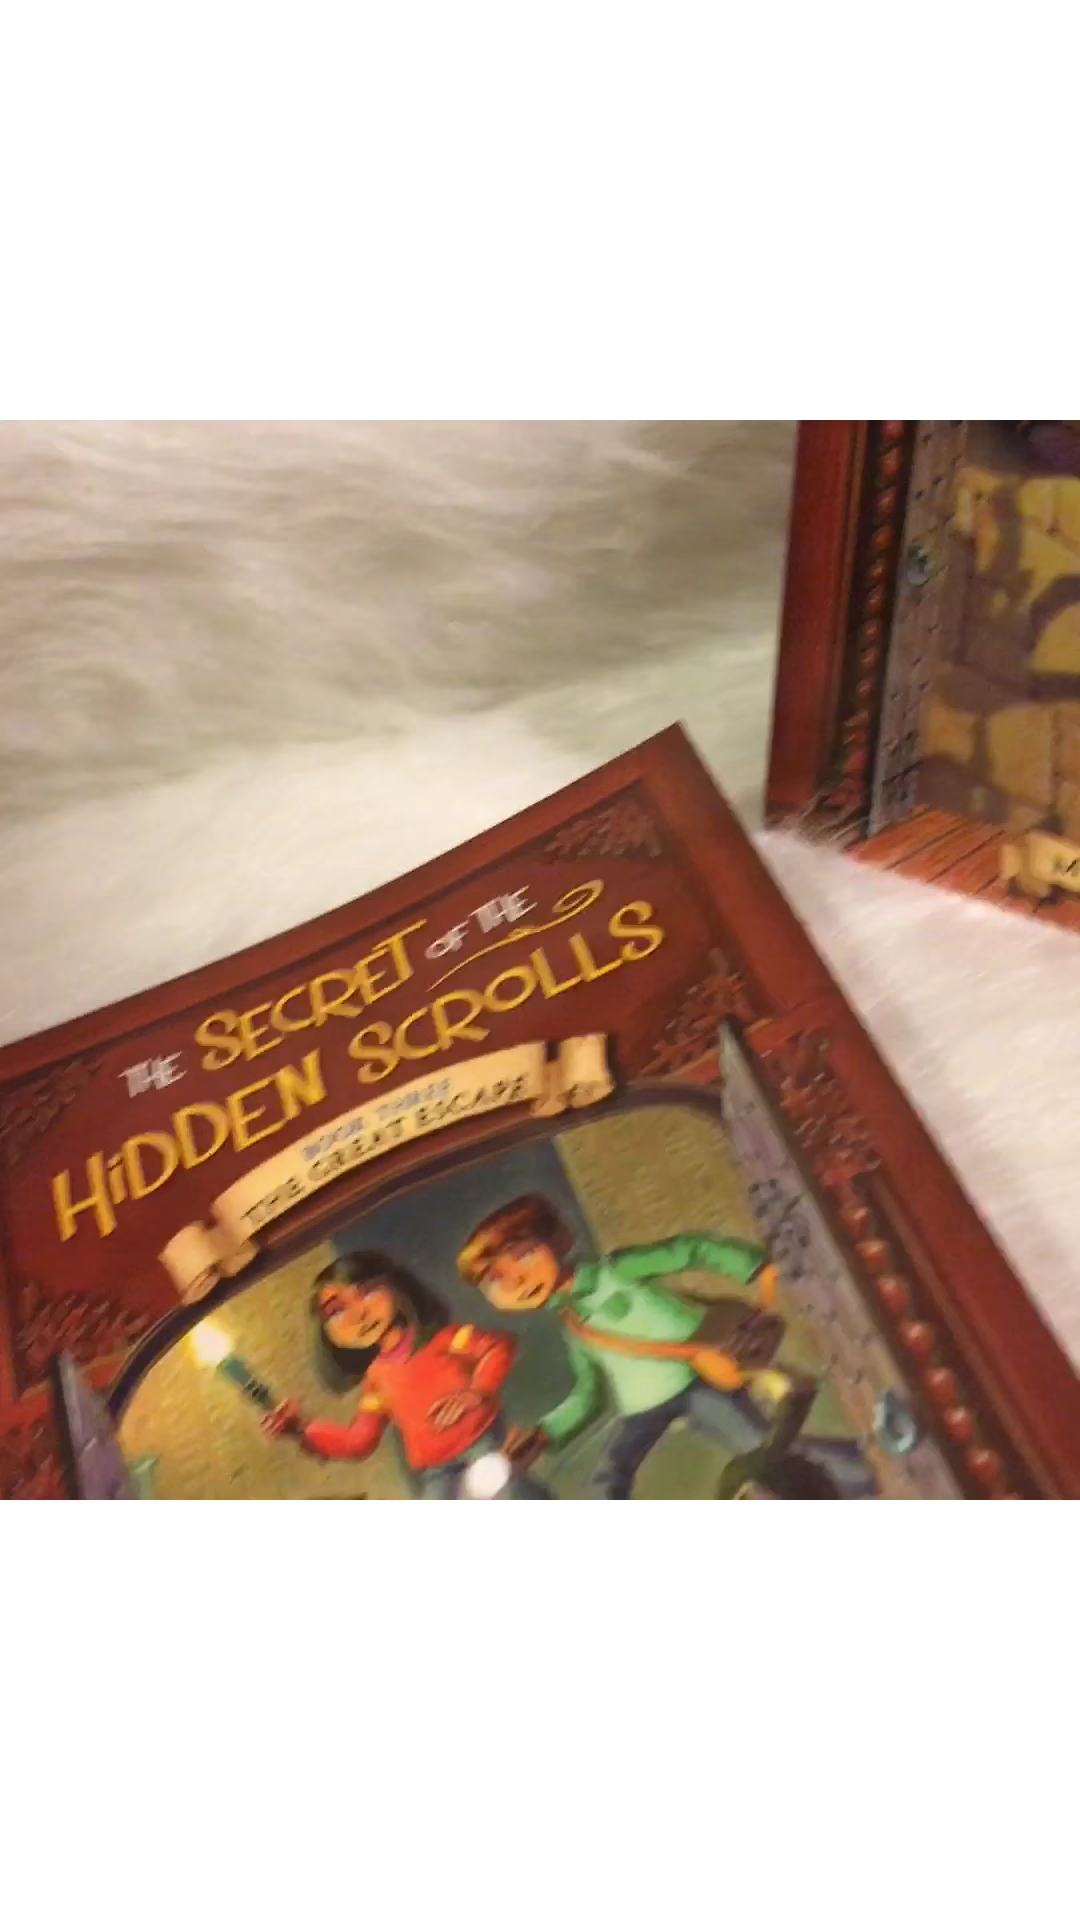 THE SECRET OF THE
HiDDEN SCROLLS
BOOK THREE
THE GREAT ESCAPE
M